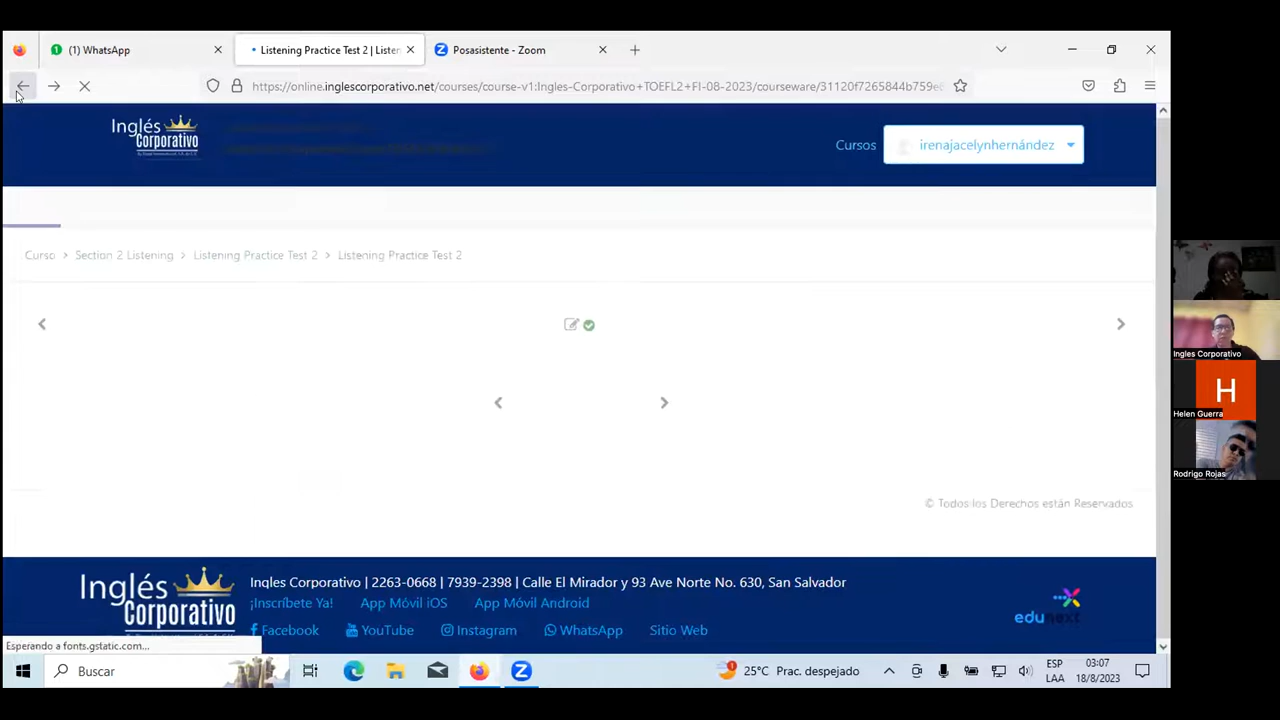 (1) WhatsApp
Listening Practice Test 2 | Listen
Posasistente - Zoom
https://online.inglescorporativo.net/courses/course-v1:Ingles-Corporativo+TOEFL2+FI-08-2023/courseware/31120f7265844b759e
Inglés
Corporativo
Cursos
irenajacelynhernández
Curso > Section 2 Listening > Listening Practice Test 2 > Listening Practice Test 2
Ingles Corporativo
H
Helen Guerra
Rodrigo Rojas
© Todos los Derechos están Reservados
Inglés
Corporativo
Ingles Corporativo | 2263-0668 | 7939-2398 | Calle El Mirador y 93 Ave Norte No. 630, San Salvador
¡Inscríbete Ya!
App Móvil iOS
App Móvil Android
Facebook
YouTube
Instagram
WhatsApp
Sitio Web
edunext
Esperando a fonts.gstatic.com...
Buscar
25°C Prac. despejado
ESP
LAA
03:07
18/8/2023